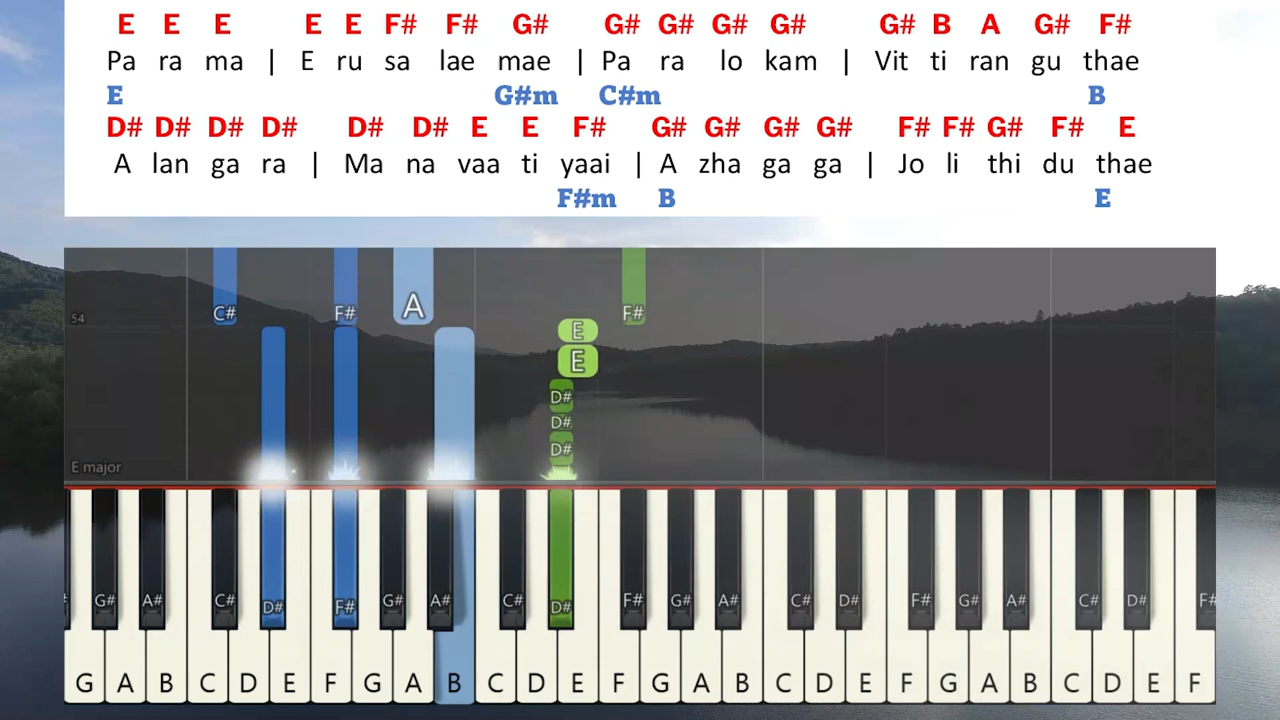 E E E E E F# F# G# G# G# G# G# G# B A G# F#
Pa ra ma | E ru sa lae mae | Pa ra lo kam | Vit ti ran gu thae
E G#m C#m B
D# D# D# D# D# D# E E F# G# G# G# G# F# F# G# F# E
A lan ga ra | Ma na vaa ti yaai | A zha ga ga | Jo li thi du thae
F#m B E
C# F# A F#
54
E
E
D#
D#
E major D#
G# A# C# D# F# G# A# C# D# F# G# A# C# D# F# G# A# C# D# F#
G A B C D E F G A B C D E F G A B C D E F G A B C D E F